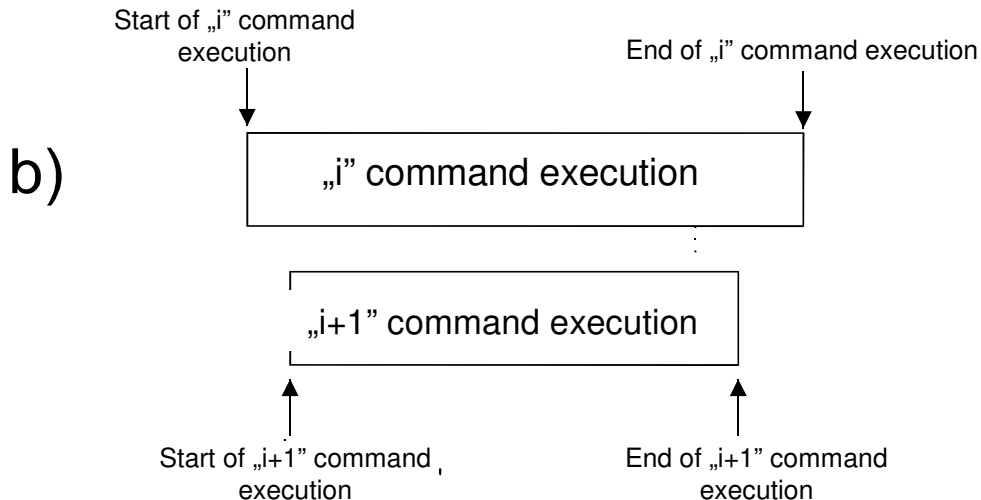 Start of „i” command
execution
End of „i” command execution
b)
„i” command execution
„i+1” command execution
Start of „i+1” command
execution
End of „i+1” command
execution